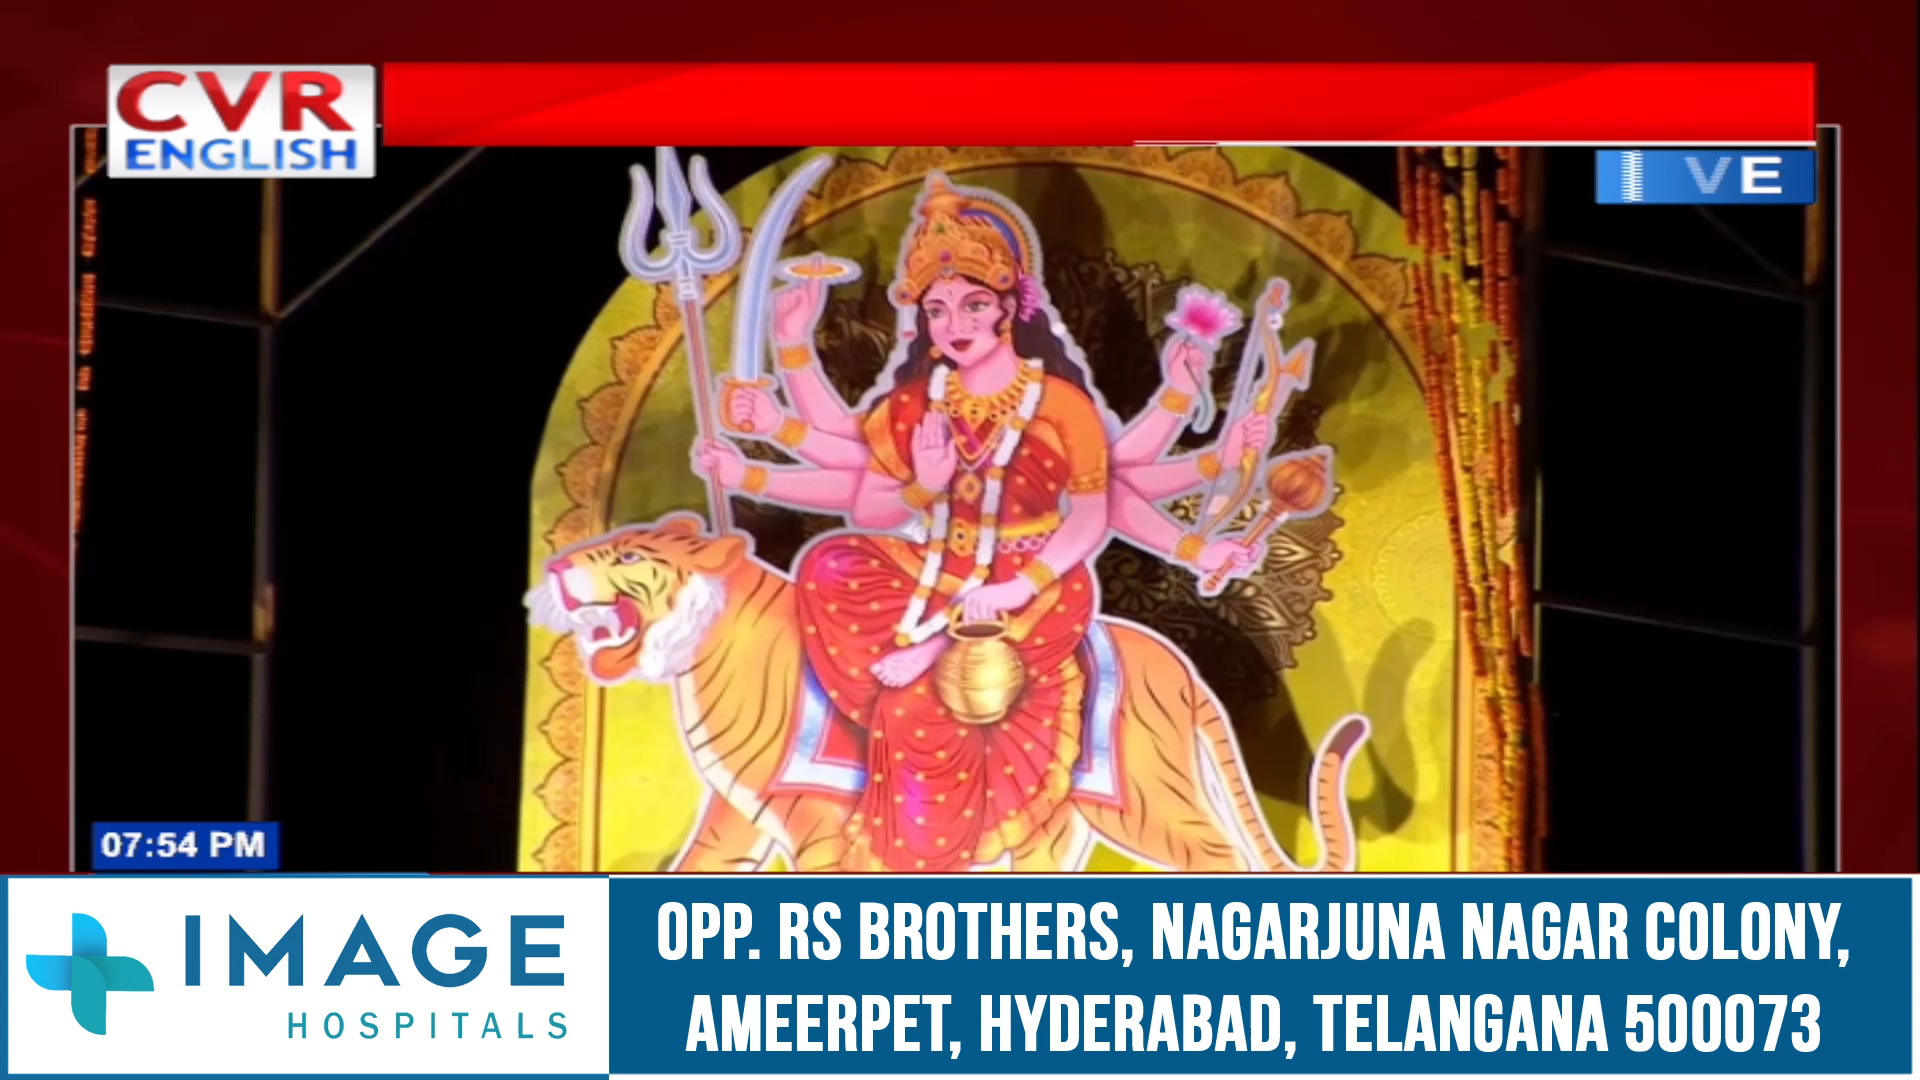 CVR
ENGLISH
VE
07:54 PM
IMAGE
HOSPITALS
OPP. RS BROTHERS, NAGARJUNA NAGAR COLONY,
AMEERPET, HYDERABAD, TELANGANA 500073